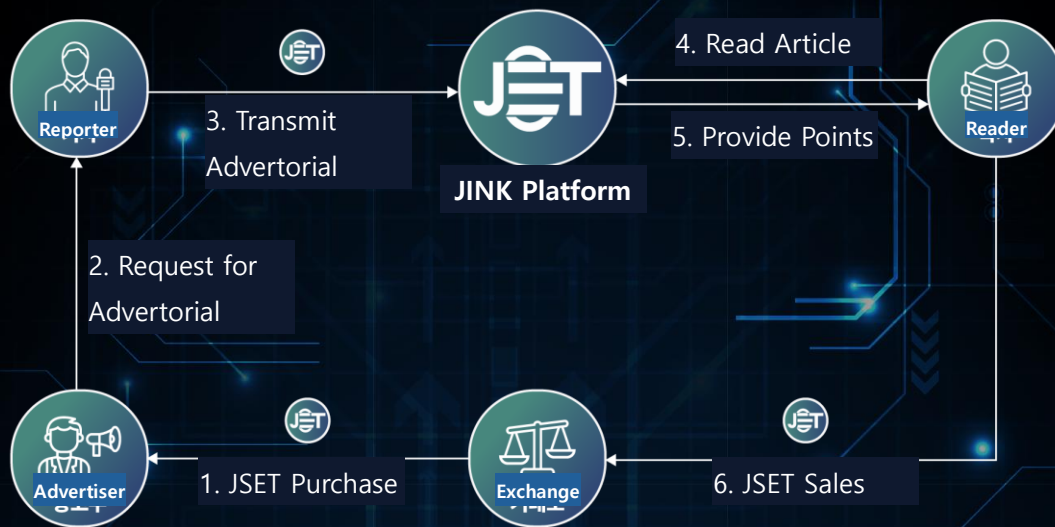 JSET
4. Read Article
Reporter
3. Transmit
Advertorial
JSET
5. Provide Points
Reader
JINK Platform
2. Request for
Advertorial
JSET
JSET
Advertiser
1. JSET Purchase
Exchange
6. JSET Sales